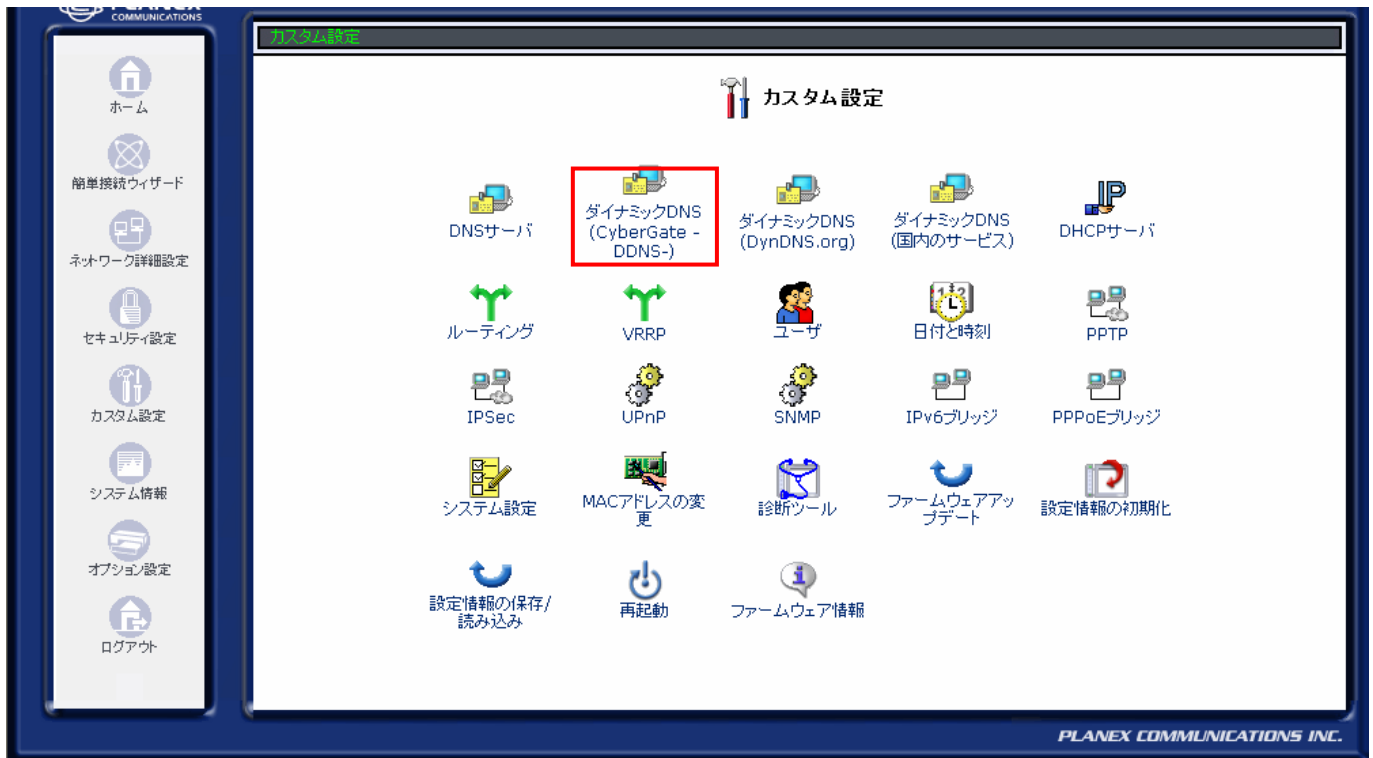 COMMUNICATIONS
カスタム設定
ホーム
簡単接続ウィザード
ネットワーク詳細設定
セキュリティ設定
カスタム設定
システム情報
オプション設定
ログアウト
カスタム設定
DNSサーバ
ダイナミックDNS
(CyberGate -
DDNS-)
ダイナミックDNS
(DynDNS.org)
ダイナミックDNS
(国内のサービス)
IP
DHCPサーバ
ルーティング
VRRP
ユーザ
1 2
日付と時刻
PPTP
IPSec
UPnP
SNMP
IPv6ブリッジ
PPPoEブリッジ
システム設定
MACアドレスの変
更
診断ツール
ファームウェアアッ
プデート
設定情報の初期化
設定情報の保存/
読み込み
再起動
ファームウェア情報
PLANEX COMMUNICATIONS INC.